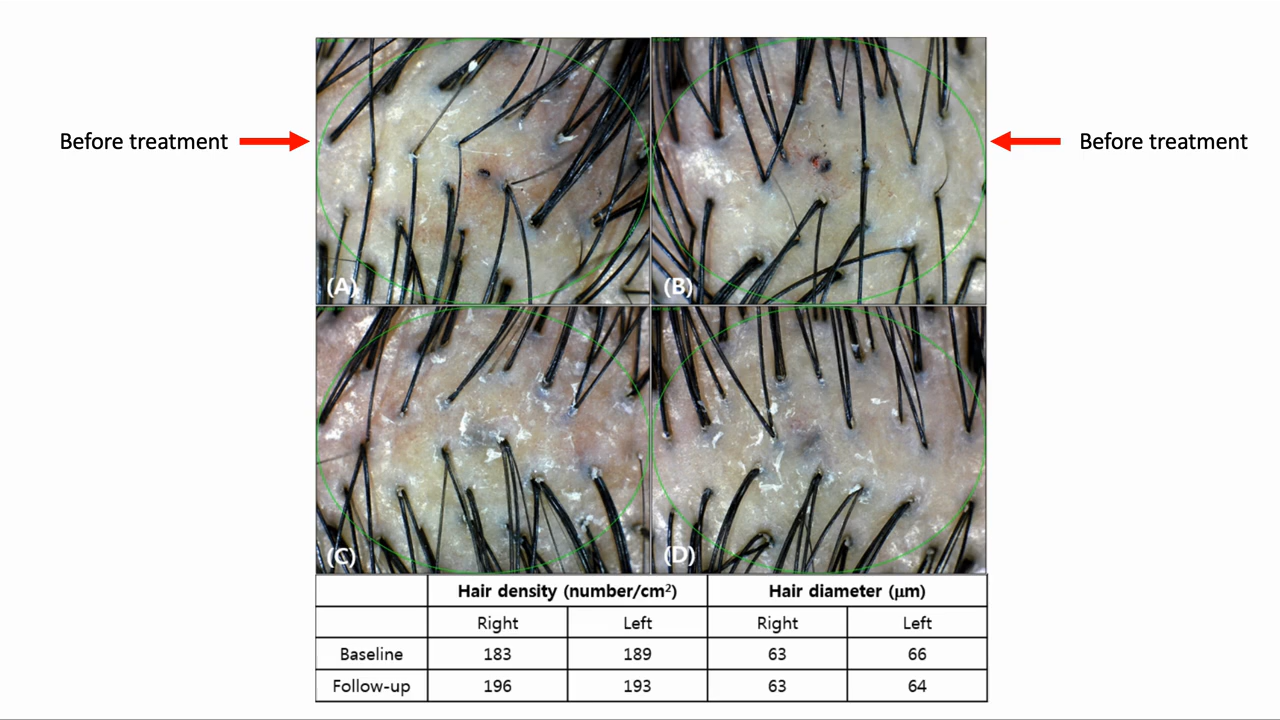 Before treatment
Before treatment
(A)
(B)
(C)
(D)
Hair density (number/cm²) Hair diameter (μm)
Right Left Right Left
Baseline 183 189 63 66
Follow-up 196 193 63 64